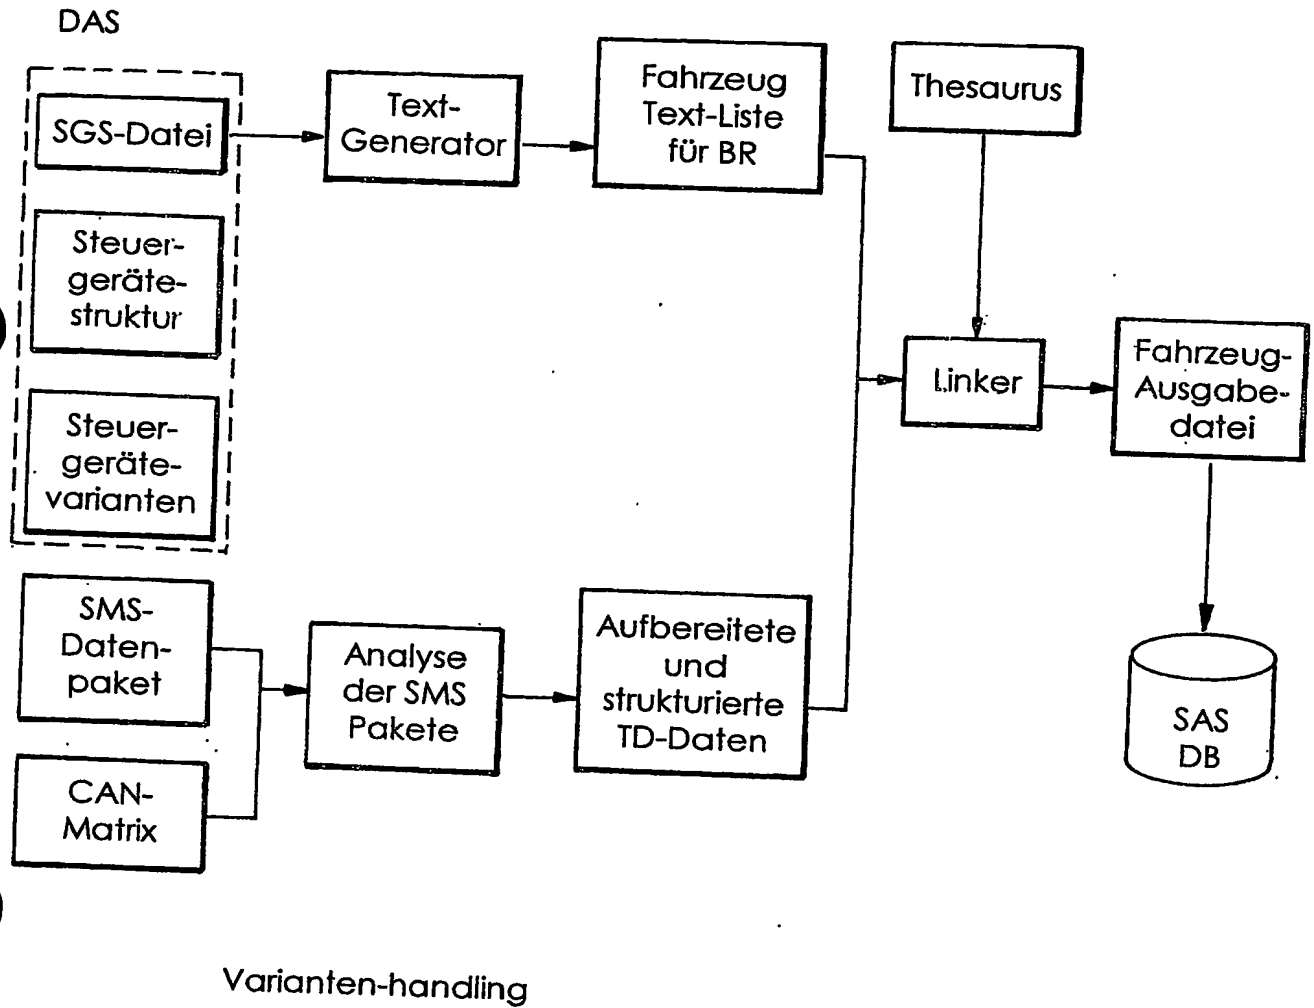 DAS
SGS-Datei
Steuer-
geräte-
struktur
Steuer-
geräte-
varianten
Text-
Generator
Fahrzeug
Text-Liste
für BR
Thesaurus
Linker
Fahrzeug-
Ausgabe-
datei
SMS-
Daten-
paket
CAN-
Matrix
Analyse
der SMS
Pakete
Aufbereitete
und
strukturierte
TD-Daten
SAS
DB
Varianten-handling